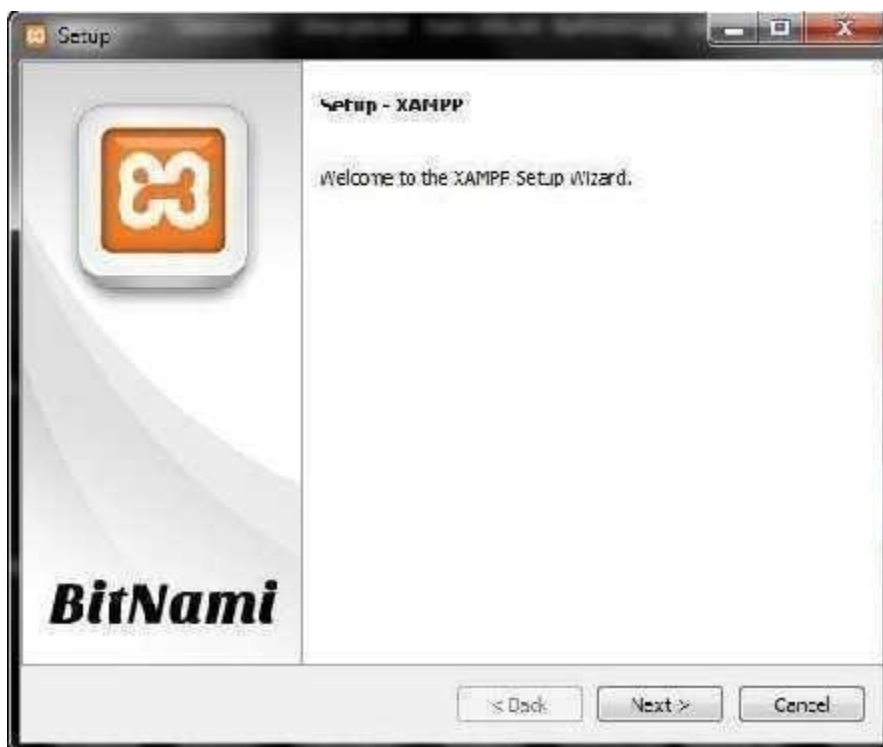 Setup
Setup - XAMPP
Welcome to the XAMPP Setup Wizard.
BitNami
< Back
Next >
Cancel